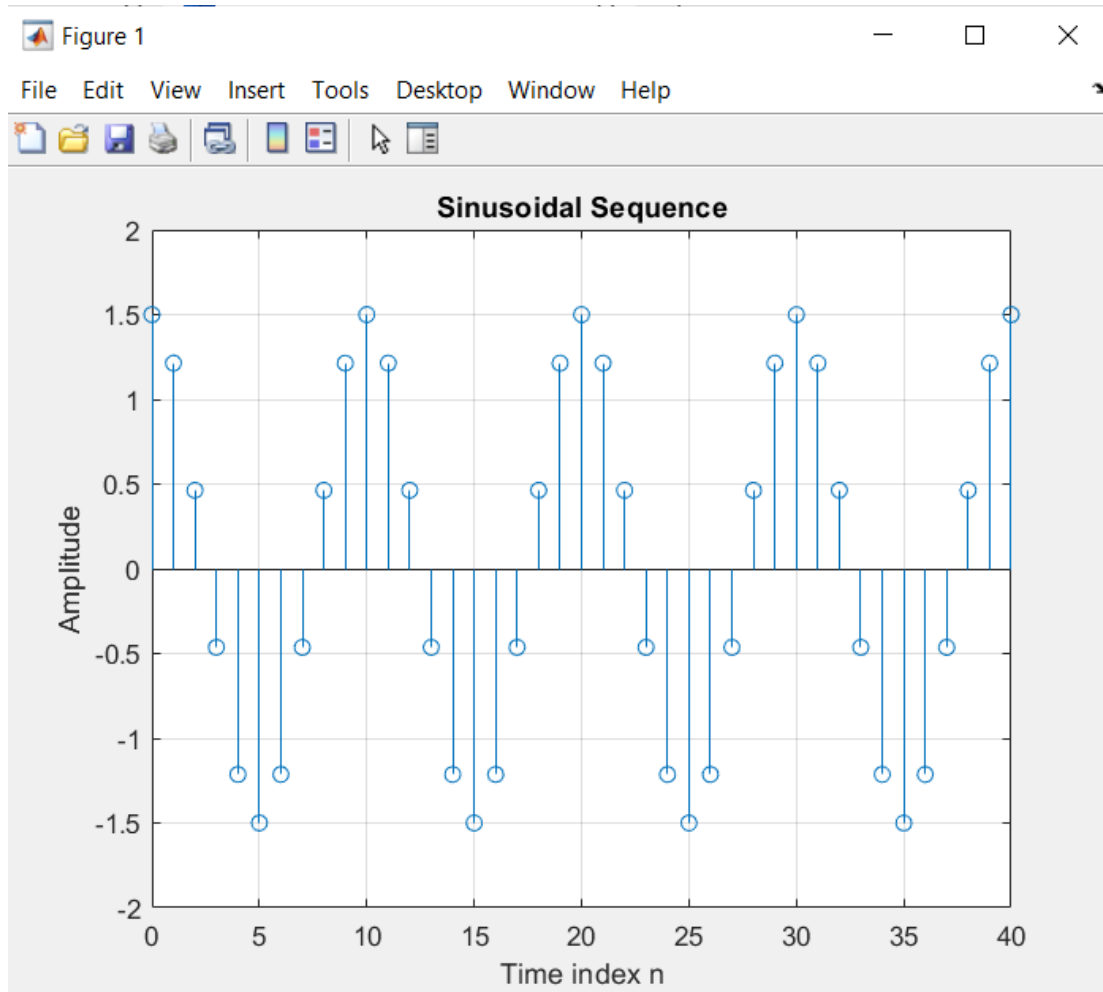 Figure 1
File Edit View Insert Tools Desktop Window Help
Sinusoidal Sequence
2
1.5
1
0.5
0
-0.5
-1
-1.5
-2
Amplitude
0 5 10 15 20 25 30 35 40
Time index n